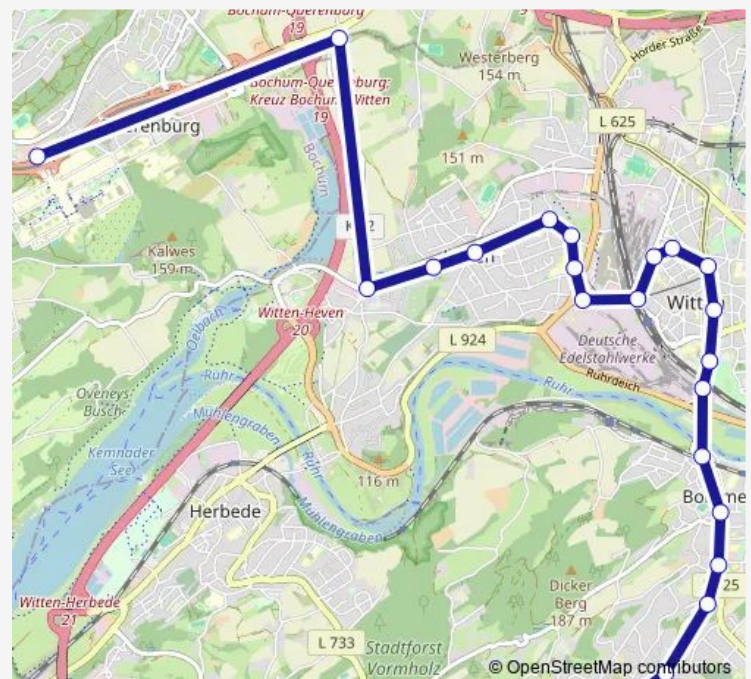 Bochum-Querenburg
19
Westerberg
154 m
Horder Straße
Kreuz Bochum Witten
19
L 625
Bochum
151 m
Kalwes
159 m
Witten-Heven
20
L 924
Deutsche
Edelstahlwerke
Oelbach
Ruhrdeich
Ruhr
Ruhr
Oveneys
Busch
Mühlengraben
Kemnader
See
Ruhr
116 m
Herbede
Mühlengraben
Witten-Herbede
21
Dicker
Berg
187 m
L 733
Stadtforst
Vormholz
© OpenStreetMap contributors